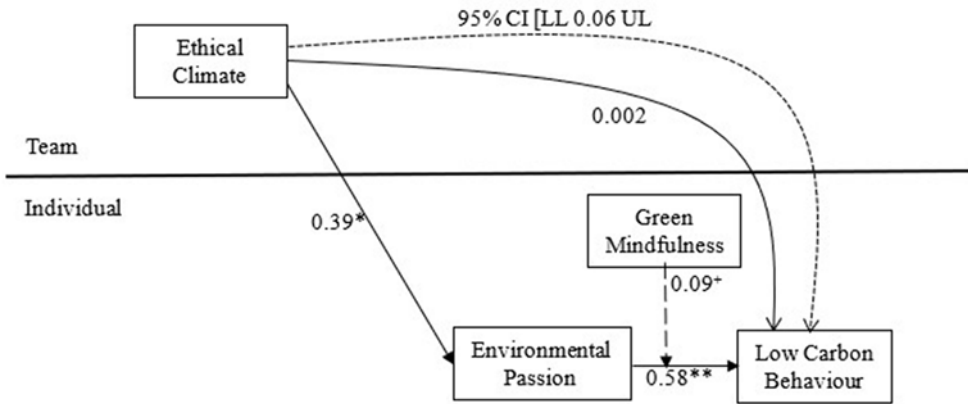 95% CI [LL 0.06 UL
Ethical
Climate
0.002
Team
Individual
0.39*
Green
Mindfulness
0.09⁺
Environmental
Passion
0.58**
Low Carbon
Behaviour